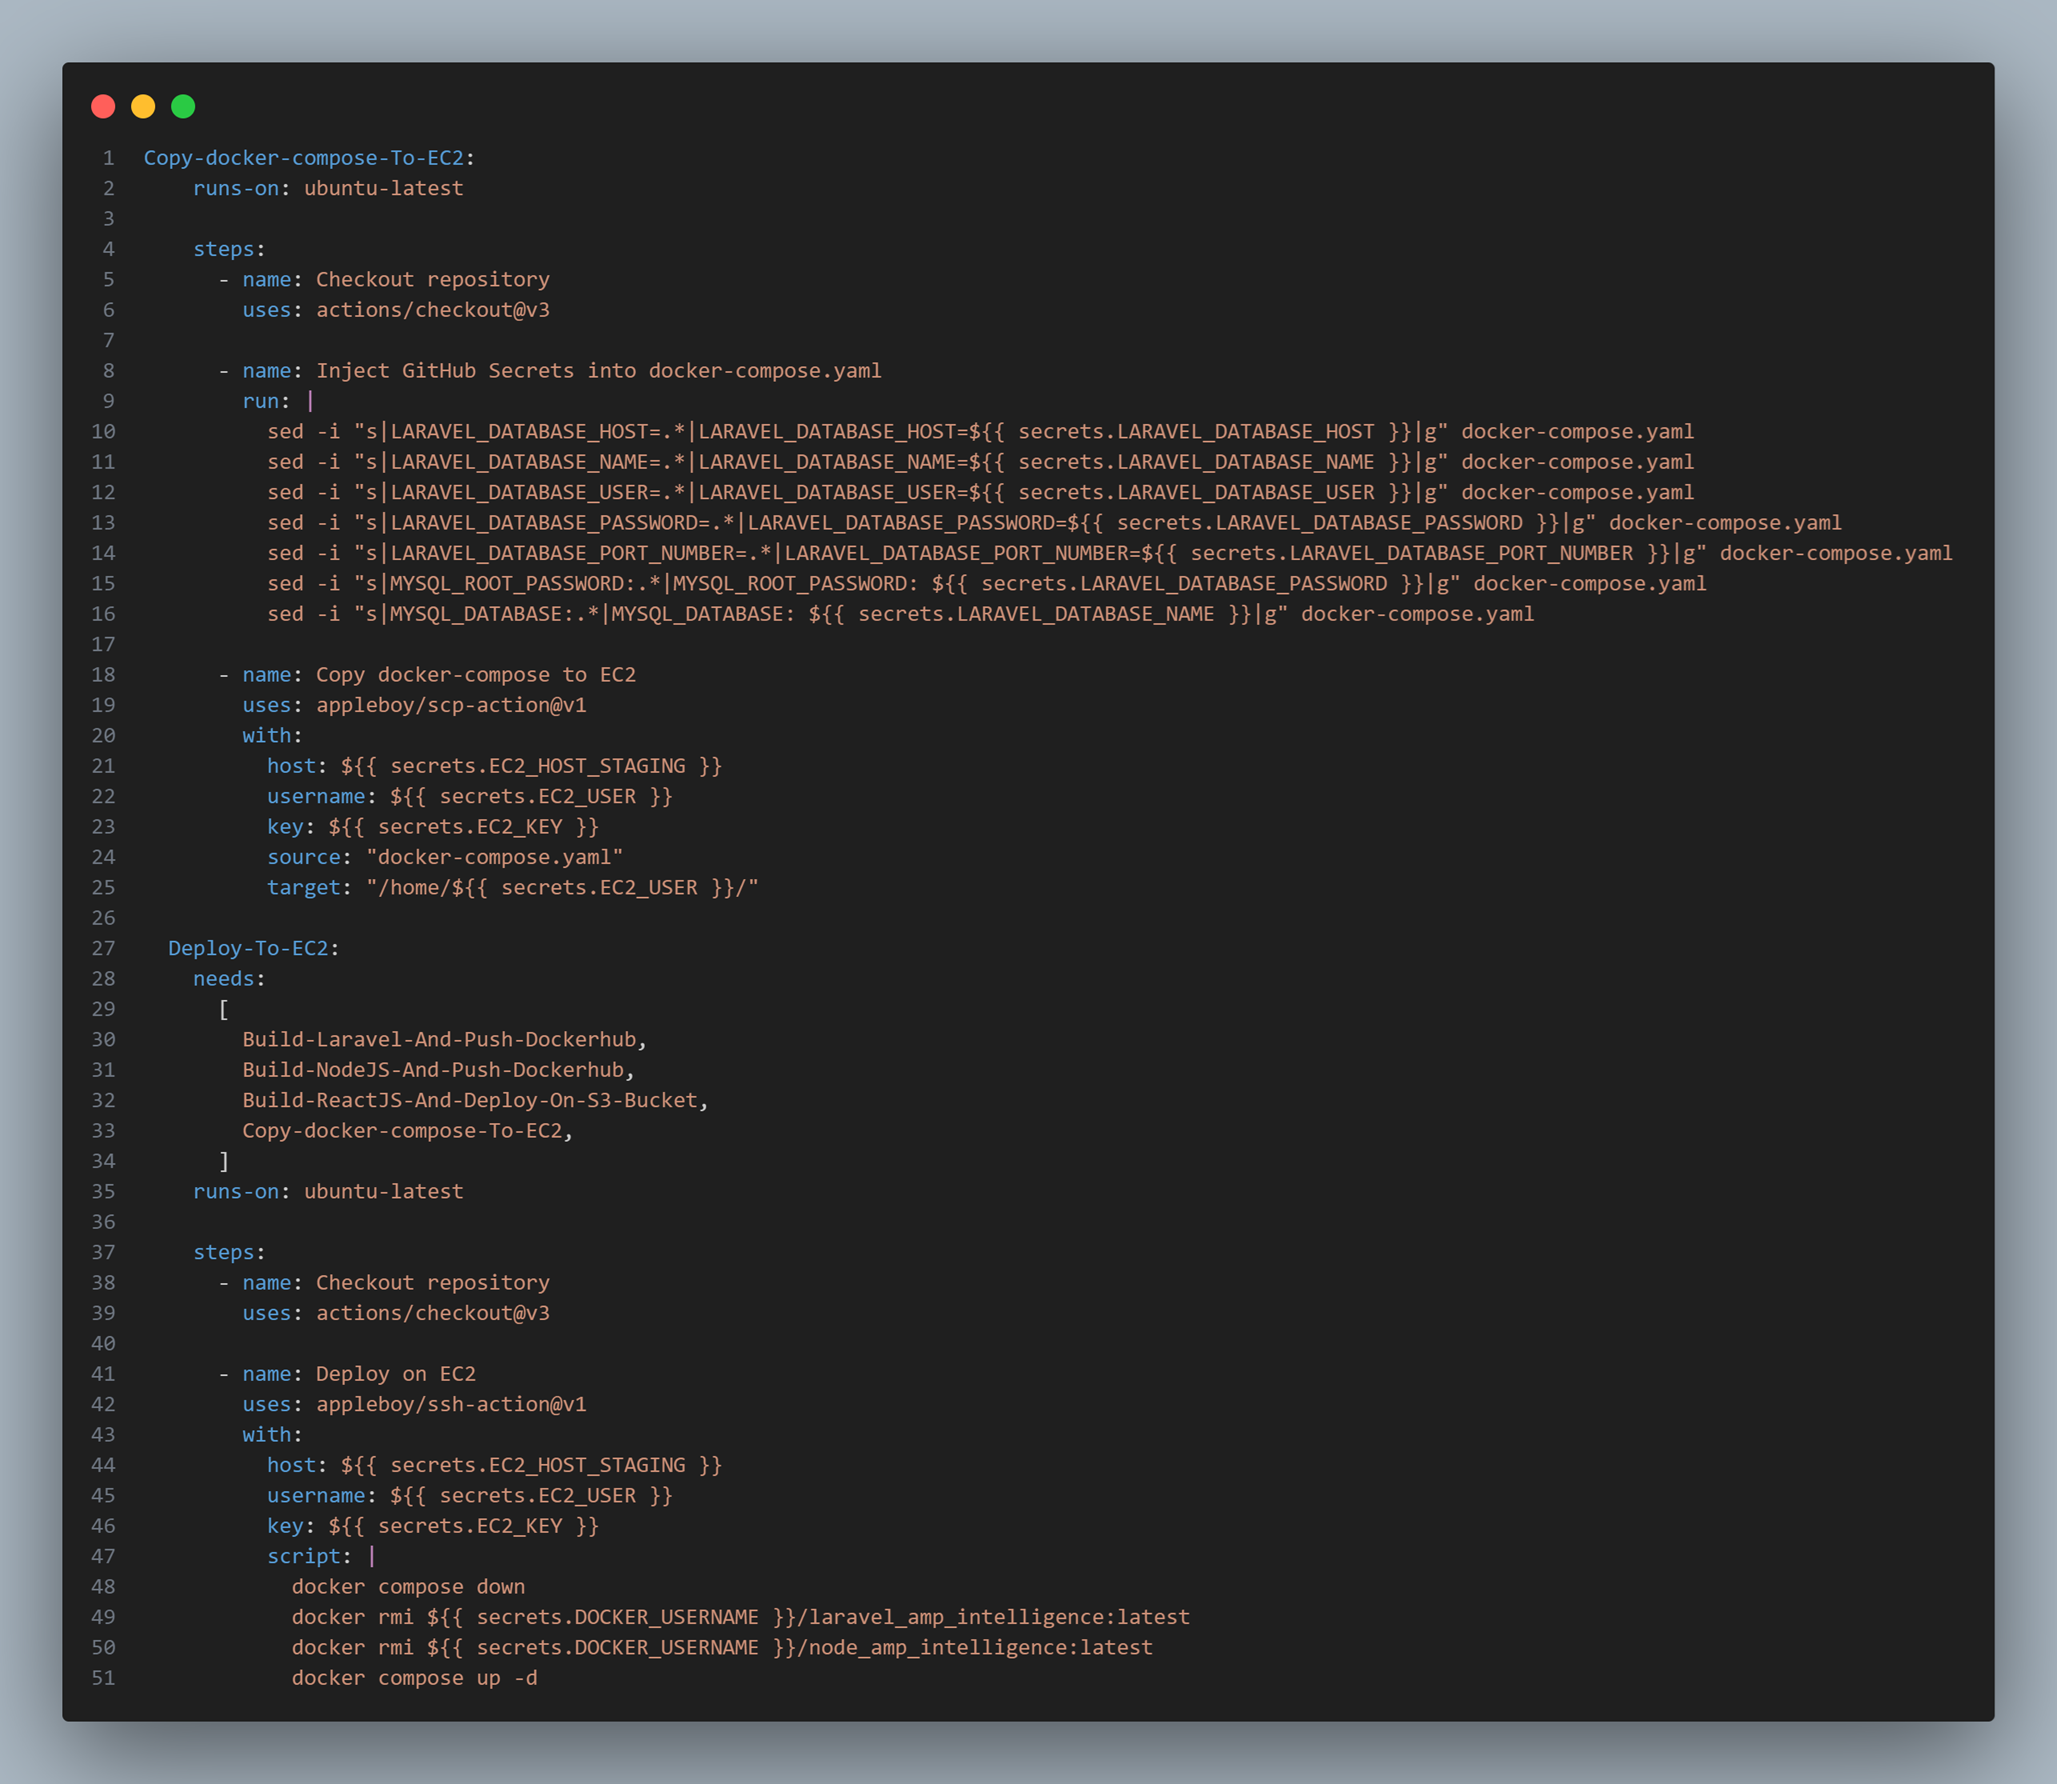 1 Copy-docker-compose-To-EC2:
2     runs-on: ubuntu-latest
3
4     steps:
5       - name: Checkout repository
6         uses: actions/checkout@v3
7
8       - name: Inject GitHub Secrets into docker-compose.yaml
9         run: |
10           sed -i "s|LARAVEL_DATABASE_HOST=.*|LARAVEL_DATABASE_HOST=${{ secrets.LARAVEL_DATABASE_HOST }}|g" docker-compose.yaml
11           sed -i "s|LARAVEL_DATABASE_NAME=.*|LARAVEL_DATABASE_NAME=${{ secrets.LARAVEL_DATABASE_NAME }}|g" docker-compose.yaml
12           sed -i "s|LARAVEL_DATABASE_USER=.*|LARAVEL_DATABASE_USER=${{ secrets.LARAVEL_DATABASE_USER }}|g" docker-compose.yaml
13           sed -i "s|LARAVEL_DATABASE_PASSWORD=.*|LARAVEL_DATABASE_PASSWORD=${{ secrets.LARAVEL_DATABASE_PASSWORD }}|g" docker-compose.yaml
14           sed -i "s|LARAVEL_DATABASE_PORT_NUMBER=.*|LARAVEL_DATABASE_PORT_NUMBER=${{ secrets.LARAVEL_DATABASE_PORT_NUMBER }}|g" docker-compose.yaml
15           sed -i "s|MYSQL_ROOT_PASSWORD:.*|MYSQL_ROOT_PASSWORD: ${{ secrets.LARAVEL_DATABASE_PASSWORD }}|g" docker-compose.yaml
16           sed -i "s|MYSQL_DATABASE:.*|MYSQL_DATABASE: ${{ secrets.LARAVEL_DATABASE_NAME }}|g" docker-compose.yaml
17
18       - name: Copy docker-compose to EC2
19         uses: appleboy/scp-action@v1
20         with:
21           host: ${{ secrets.EC2_HOST_STAGING }}
22           username: ${{ secrets.EC2_USER }}
23           key: ${{ secrets.EC2_KEY }}
24           source: "docker-compose.yaml"
25           target: "/home/${{ secrets.EC2_USER }}/"
26
27   Deploy-To-EC2:
28     needs:
29       [
30         Build-Laravel-And-Push-Dockerhub,
31         Build-NodeJS-And-Push-Dockerhub,
32         Build-ReactJS-And-Deploy-On-S3-Bucket,
33         Copy-docker-compose-To-EC2,
34       ]
35     runs-on: ubuntu-latest
36
37     steps:
38       - name: Checkout repository
39         uses: actions/checkout@v3
40
41       - name: Deploy on EC2
42         uses: appleboy/ssh-action@v1
43         with:
44           host: ${{ secrets.EC2_HOST_STAGING }}
45           username: ${{ secrets.EC2_USER }}
46           key: ${{ secrets.EC2_KEY }}
47           script: |
48             docker compose down
49             docker rmi ${{ secrets.DOCKER_USERNAME }}/laravel_amp_intelligence:latest
50             docker rmi ${{ secrets.DOCKER_USERNAME }}/node_amp_intelligence:latest
51             docker compose up -d